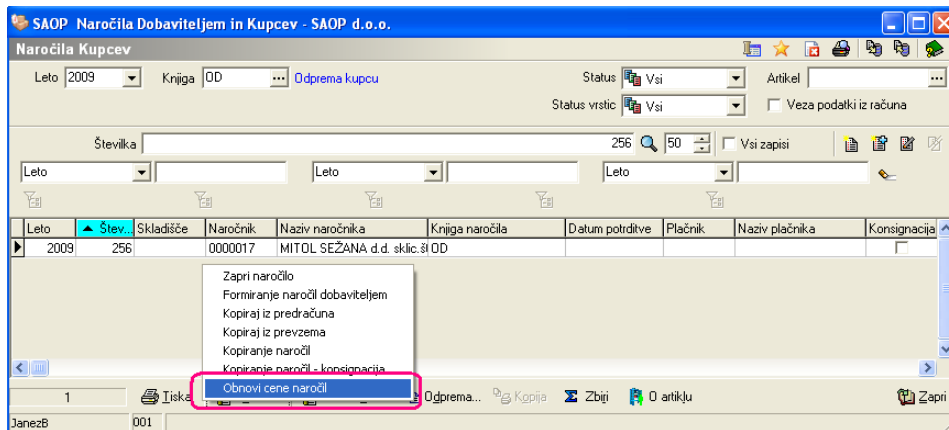 SAOP Naročila Dobaviteljem in Kupcev - SAOP d.o.o.
Naročila Kupcev
Leto 2009 Knjiga OD ... Odprema kupcu Status Vsi Artikel ...
Status vrstic Vsi Veza podatki iz računa
Številka 256 50 Vsi zapisi
Leto Leto Leto
Leto Štev... Skladišče Naročnik Naziv naročnika Knjiga naročila Datum potrditve Plačnik Naziv plačnika Konsignacija
2009 256 0000017 MITOL SEŽANA d.d. sklic.št OD
Zapri naročilo
Formiranje naročil dobaviteljem
Kopiraj iz predračuna
Kopiraj iz prevzema
Kopiranje naročil
Kopiranje naročil - konsignacija
Obnovi cene naročil
1 Tiska Odprema... Kopija Zbiri O artiklu Zapri
JanezB 001